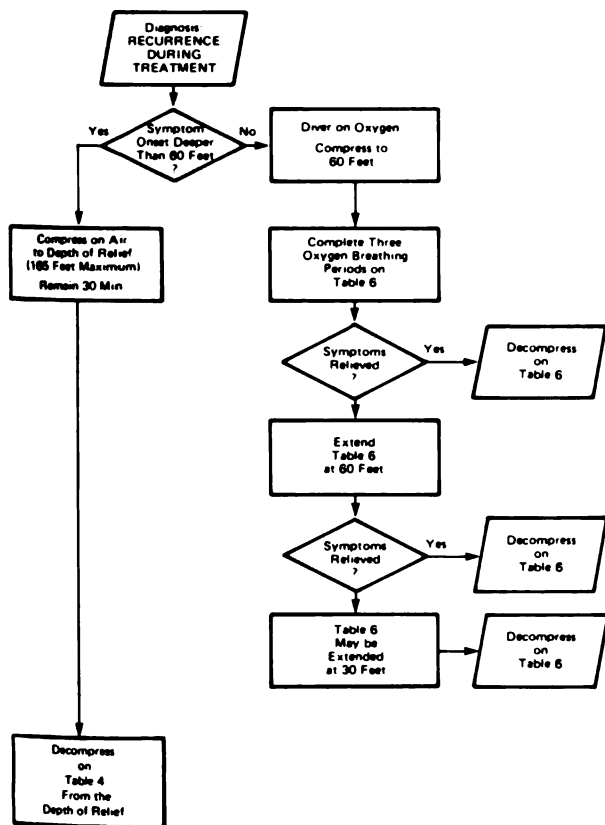 Diagnosis:
RECURRENCE
DURING
TREATMENT
Yes
Symptom
Onset Deeper
Than 60 Feet
?
No
Diver on Oxygen
Compress to
60 Feet
Compress on Air
to Depth of Relief
(165 Feet Maximum)
Remain 30 Min
Complete Three
Oxygen Breathing
Periods on
Table 6
Symptoms
Relieved
?
Yes
Decompress
on
Table 6
Extend
Table 6
at 60 Feet
Symptoms
Relieved
?
Yes
Decompress
on
Table 6
Table 6
May be
Extended
at 30 Feet
Decompress
on
Table 6
Decompress
on
Table 4
From the
Depth of Relief